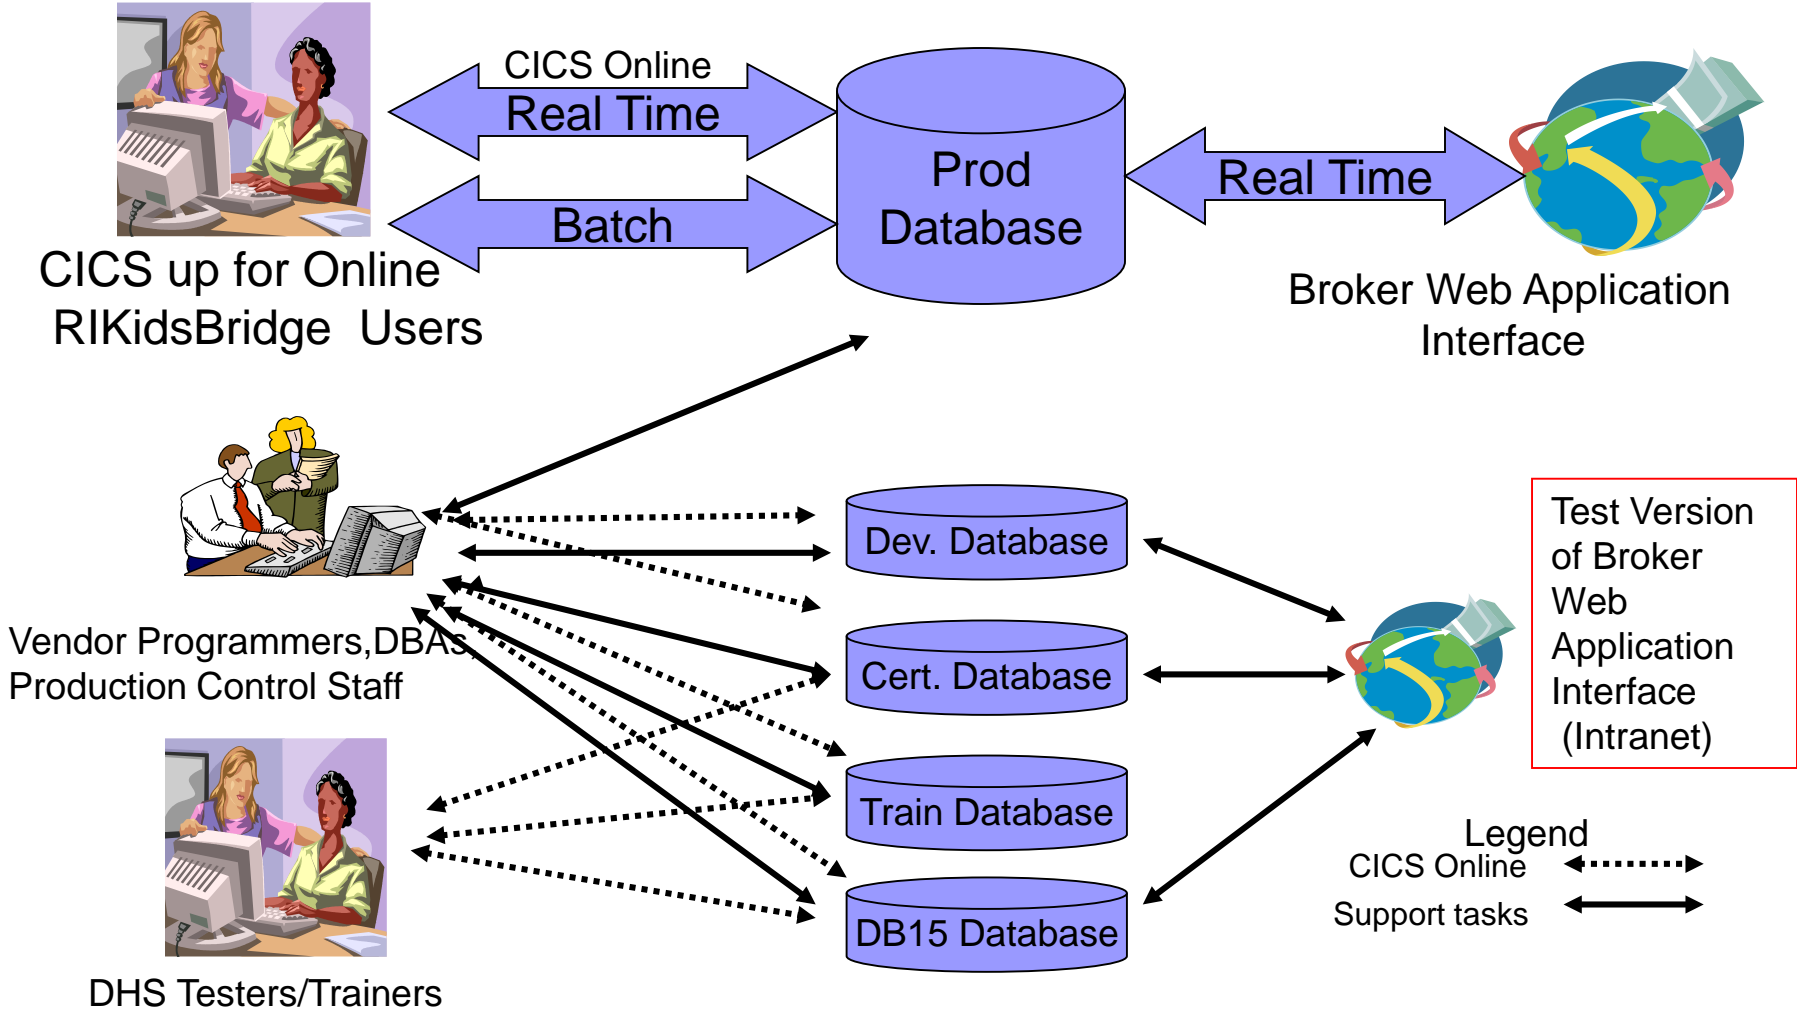 CICS Online
Real Time
Batch
Prod
Database
Real Time
CICS up for Online
RIKidsBridge Users
Broker Web Application
Interface
Vendor Programmers,DBAs,
Production Control Staff
Dev. Database
Cert. Database
Train Database
DB15 Database
Test Version
of Broker
Web
Application
Interface
(Intranet)
Legend
CICS Online
Support tasks
DHS Testers/Trainers